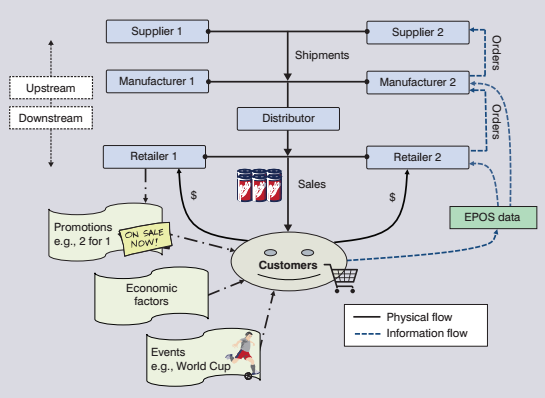 Supplier 1
Supplier 2
Shipments
Orders
Manufacturer 1
Manufacturer 2
Upstream
Downstream
Distributor
Orders
Retailer 1
Retailer 2
Sales
$
$
EPOS data
Promotions
e.g., 2 for 1
ON SALE
NOW!
Customers
Economic
factors
Events
e.g., World Cup
Physical flow
Information flow